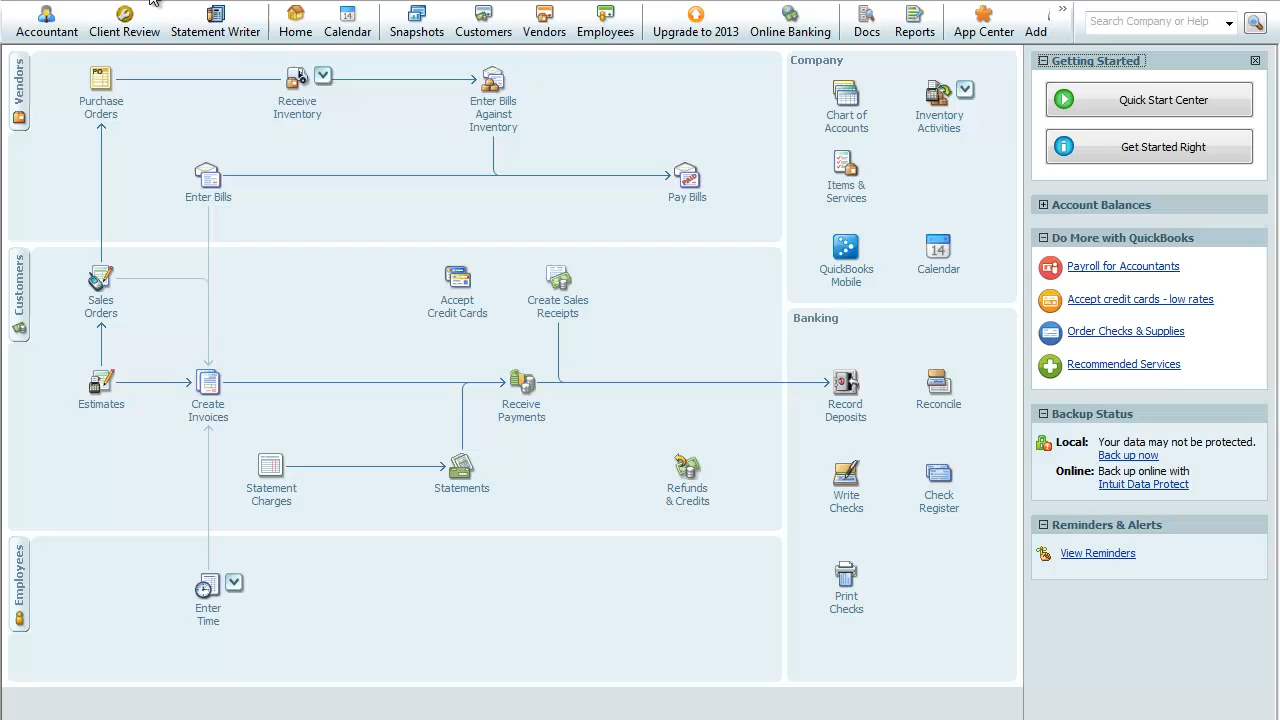 Accountant Client Review Statement Writer Home Calendar Snapshots Customers Vendors Employees Upgrade to 2013 Online Banking Docs Reports App Center Add
Search Company or Help
Vendors
Purchase
Orders
Receive
Inventory
Enter Bills
Against
Inventory
Enter Bills
Pay Bills
Customers
Sales
Orders
Accept
Credit Cards
Create Sales
Receipts
Estimates
Create
Invoices
Receive
Payments
Statement
Charges
Statements
Refunds
& Credits
Employees
Enter
Time
Company
Chart of
Accounts
Inventory
Activities
Items &
Services
QuickBooks
Mobile
14
Calendar
Banking
Record
Deposits
Reconcile
Write
Checks
Check
Register
Print
Checks
Getting Started
Quick Start Center
Get Started Right
Account Balances
Do More with QuickBooks
Payroll for Accountants
Accept credit cards - low rates
Order Checks & Supplies
Recommended Services
Backup Status
Local: Your data may not be protected.
Back up now
Online: Back up online with
Intuit Data Protect
Reminders & Alerts
View Reminders